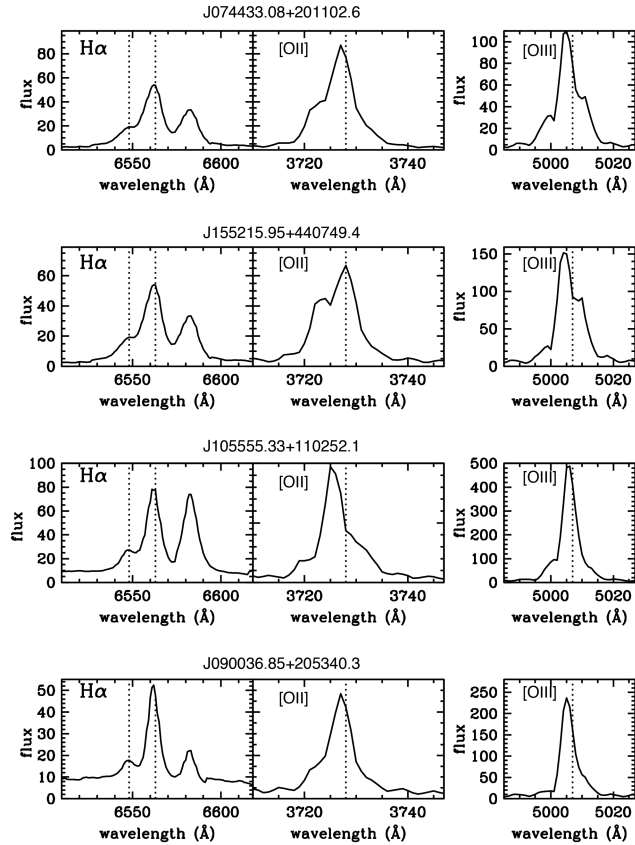 J074433.08+201102.6
Hα [OII] [OIII]
flux 0 20 40 60 80
flux 0 20 40 60 80 100
6550 6600 3720 3740 5000 5020
wavelength (Å) wavelength (Å) wavelength (Å)
J155215.95+440749.4
Hα [OII] [OIII]
flux 0 20 40 60
flux 0 50 100 150
6550 6600 3720 3740 5000 5020
wavelength (Å) wavelength (Å) wavelength (Å)
J105555.33+110252.1
Hα [OII] [OIII]
flux 0 20 40 60 80 100
flux 0 100 200 300 400 500
6550 6600 3720 3740 5000 5020
wavelength (Å) wavelength (Å) wavelength (Å)
J090036.85+205340.3
Hα [OII] [OIII]
flux 0 10 20 30 40 50
flux 0 50 100 150 200 250
6550 6600 3720 3740 5000 5020
wavelength (Å) wavelength (Å) wavelength (Å)